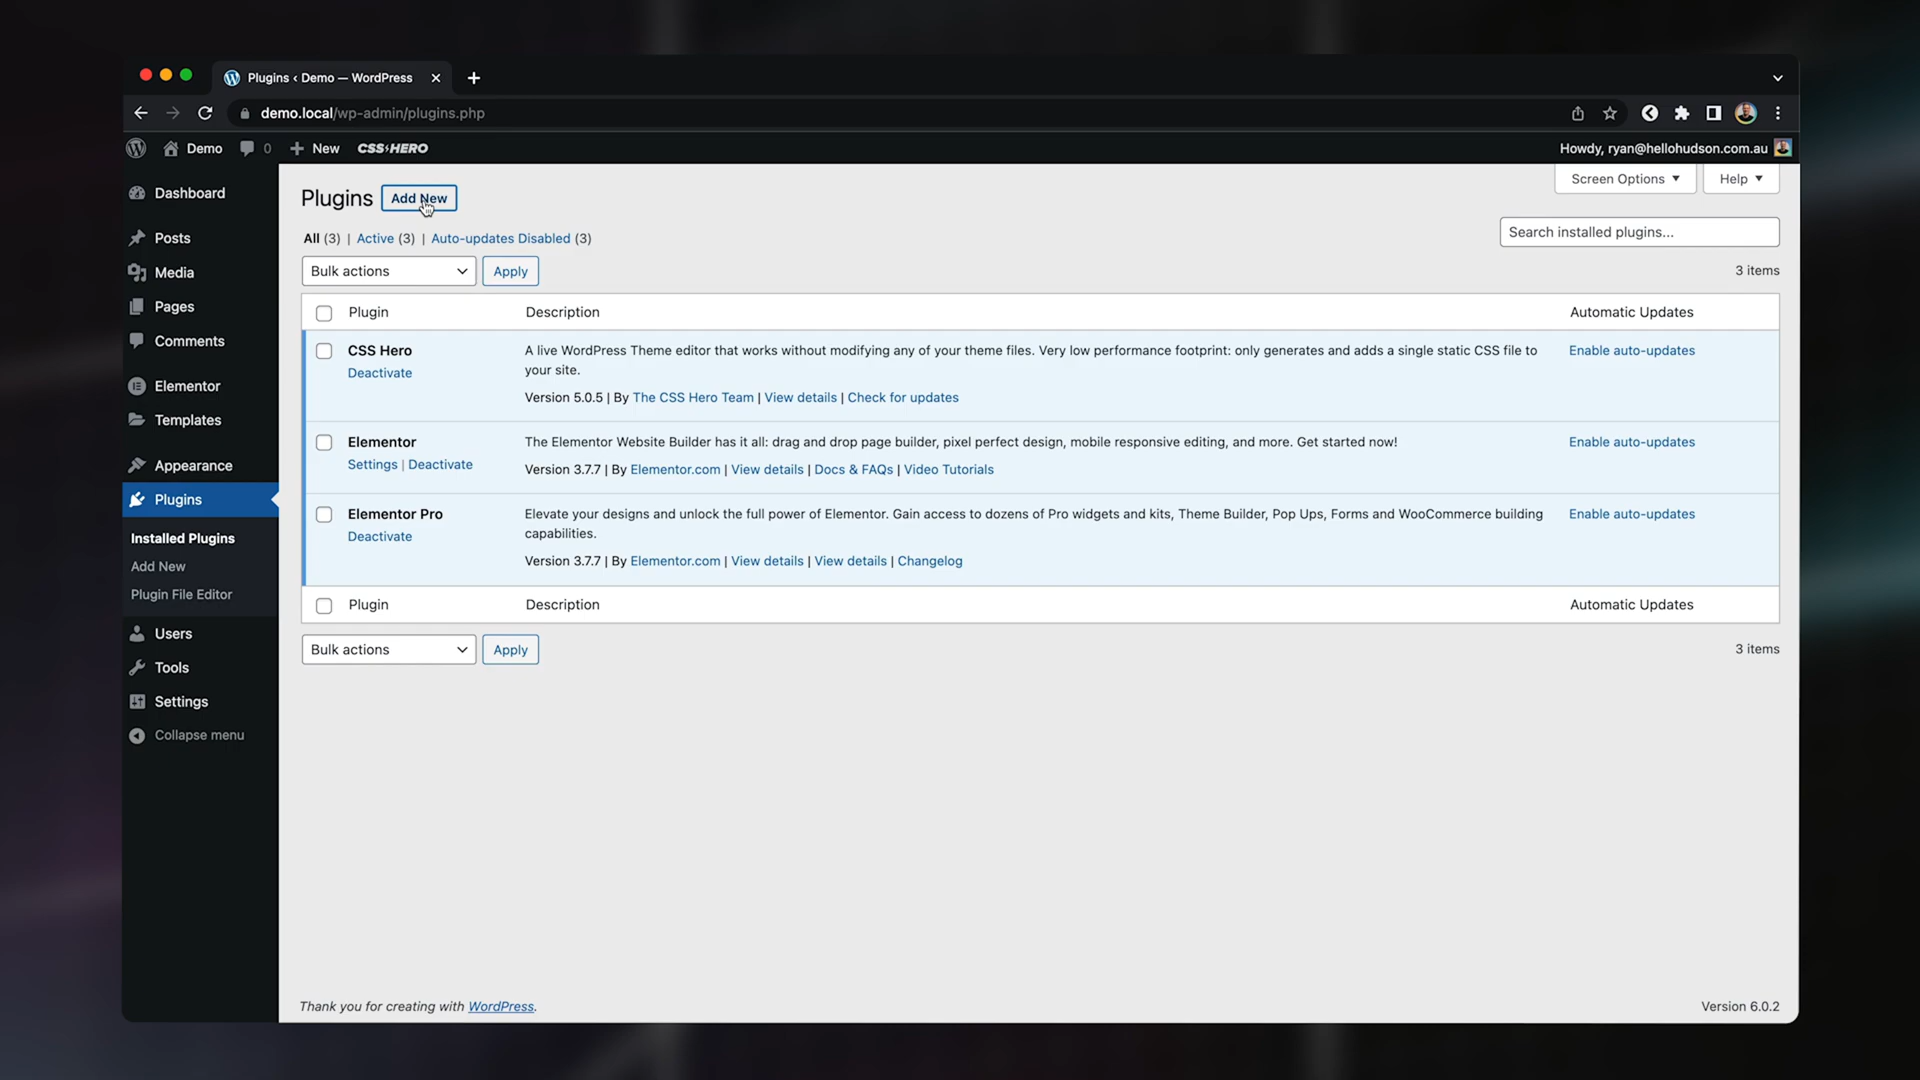 Plugins ‹ Demo — WordPress
demo.local/wp-admin/plugins.php
Demo 0 New CSS HERO Howdy, ryan@hellohudson.com.au
Screen Options Help
Plugins Add New
All (3) | Active (3) | Auto-updates Disabled (3)
Search installed plugins...
Bulk actions Apply 3 items
Plugin Description Automatic Updates
CSS Hero A live WordPress Theme editor that works without modifying any of your theme files. Very low performance footprint: only generates and adds a single static CSS file to Enable auto-updates
Deactivate your site.
Version 5.0.5 | By The CSS Hero Team | View details | Check for updates
Elementor The Elementor Website Builder has it all: drag and drop page builder, pixel perfect design, mobile responsive editing, and more. Get started now! Enable auto-updates
Settings | Deactivate Version 3.7.7 | By Elementor.com | View details | Docs & FAQs | Video Tutorials
Elementor Pro Elevate your designs and unlock the full power of Elementor. Gain access to dozens of Pro widgets and kits, Theme Builder, Pop Ups, Forms and WooCommerce building Enable auto-updates
Deactivate capabilities.
Version 3.7.7 | By Elementor.com | View details | View details | Changelog
Plugin Description Automatic Updates
Bulk actions Apply 3 items
Dashboard
Posts
Media
Pages
Comments
Elementor
Templates
Appearance
Plugins
Installed Plugins
Add New
Plugin File Editor
Users
Tools
Settings
Collapse menu
Thank you for creating with WordPress. Version 6.0.2